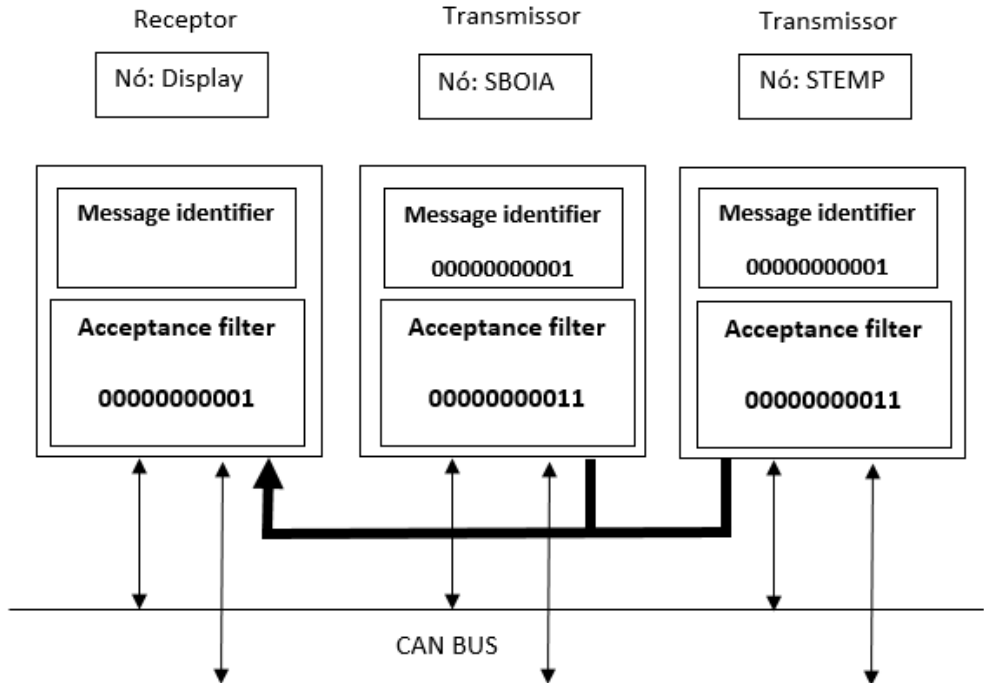 Receptor
Transmissor
Transmissor
Nó: Display
Nó: SBOIA
Nó: STEMP
Message identifier
Message identifier
00000000001
Message identifier
00000000001
Acceptance filter
00000000001
Acceptance filter
00000000011
Acceptance filter
00000000011
CAN BUS